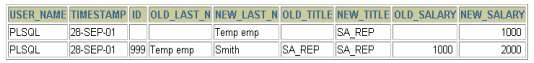 USER_NAME TIMESTAMP ID OLD_LAST_N NEW_LAST_N OLD_TITLE NEW_TITLE OLD_SALARY NEW_SALARY
PLSQL 28-SEP-01 Temp emp SA_REP 1000
PLSQL 28-SEP-01 999 Temp emp Smith SA_REP SA_REP 1000 2000